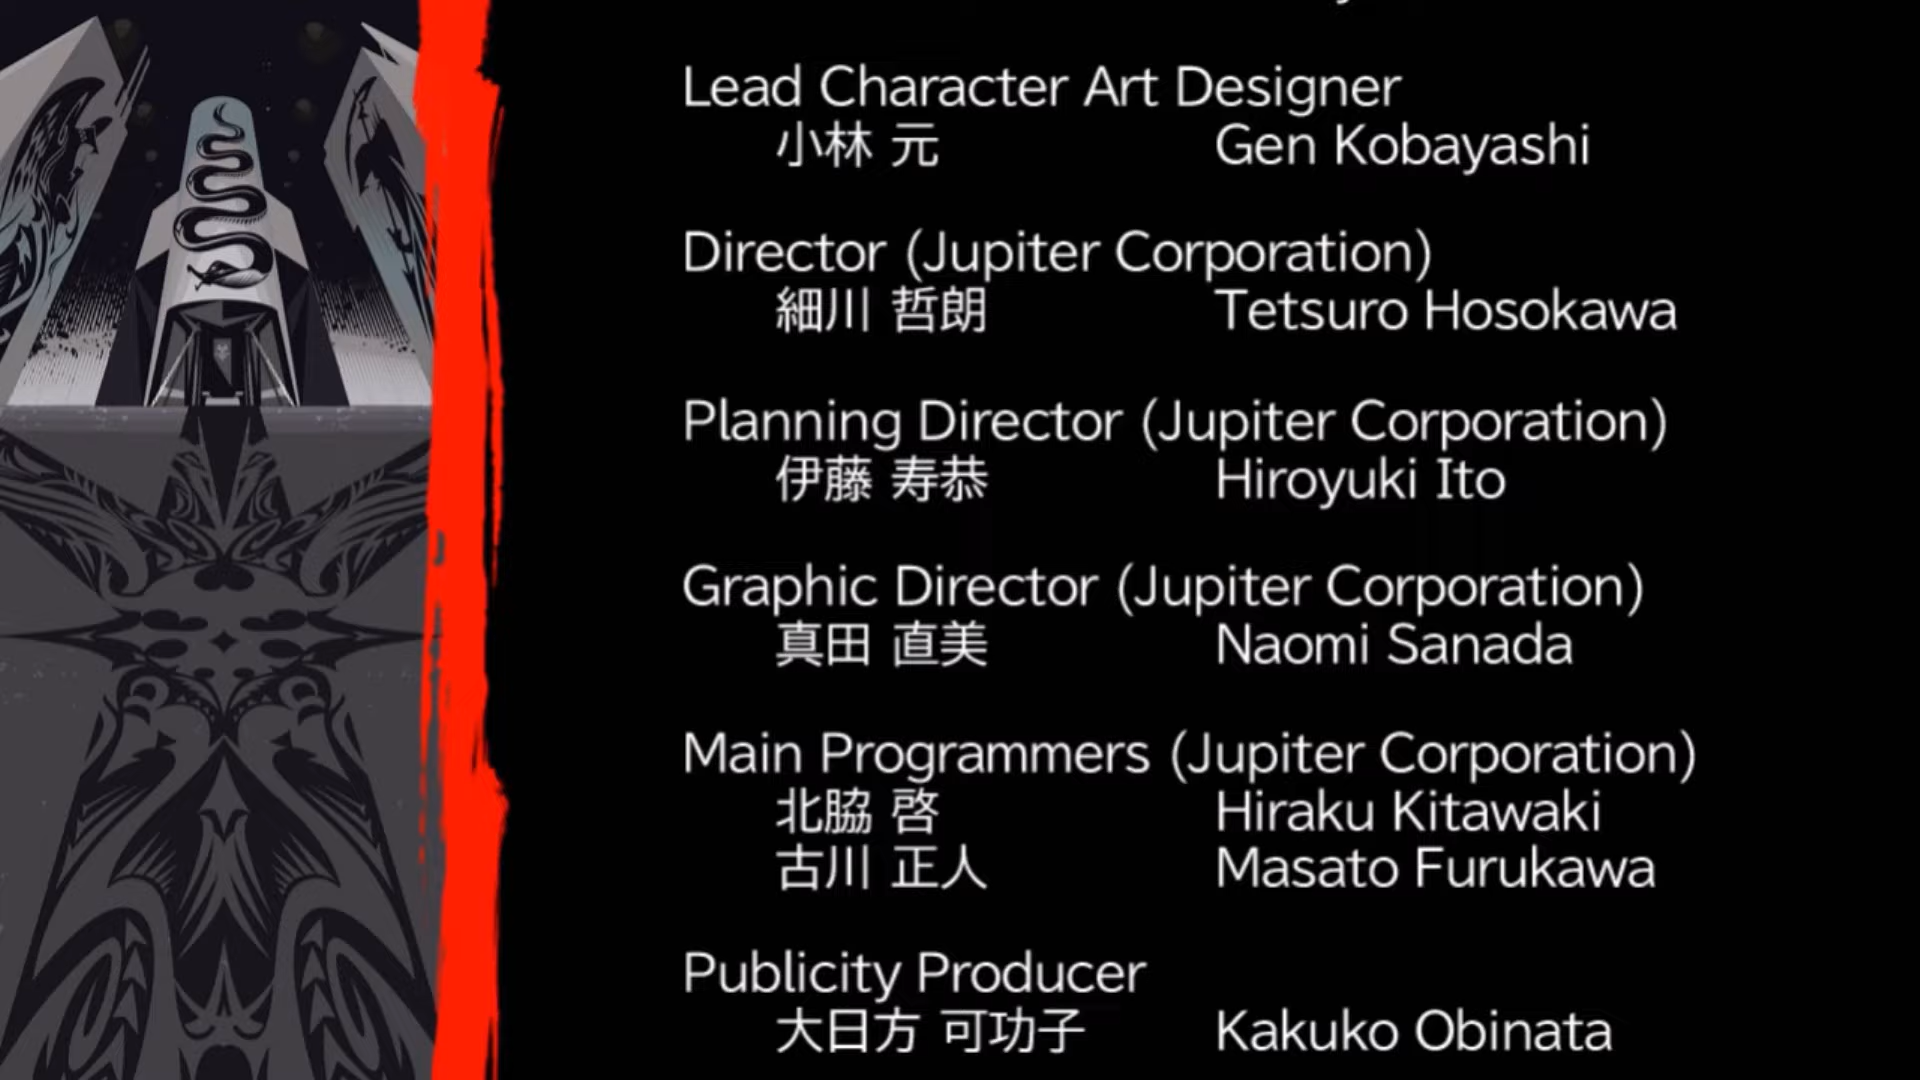 Lead Character Art Designer
小林 元 Gen Kobayashi
Director (Jupiter Corporation)
細川 哲朗 Tetsuro Hosokawa
Planning Director (Jupiter Corporation)
伊藤 寿恭 Hiroyuki Ito
Graphic Director (Jupiter Corporation)
真田 直美 Naomi Sanada
Main Programmers (Jupiter Corporation)
北脇 啓 Hiraku Kitawaki
古川 正人 Masato Furukawa
Publicity Producer
大日方 可功子 Kakuko Obinata